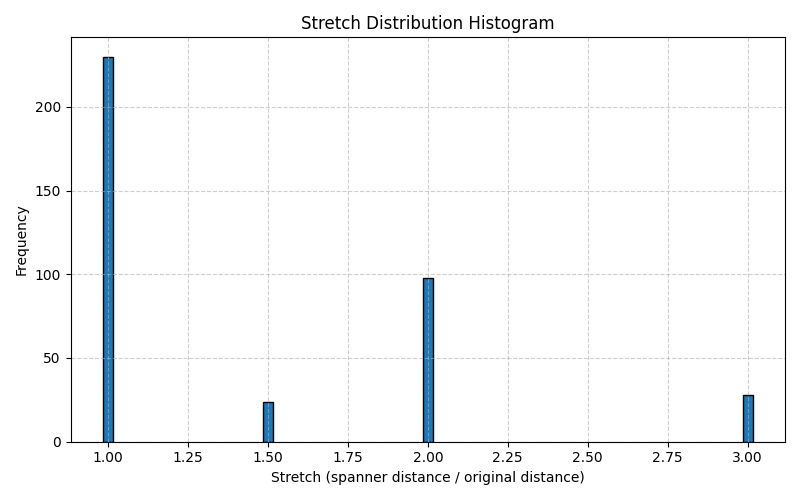 Stretch Distribution Histogram
Frequency
200
150
100
50
0
1.00 1.25 1.50 1.75 2.00 2.25 2.50 2.75 3.00
Stretch (spanner distance / original distance)